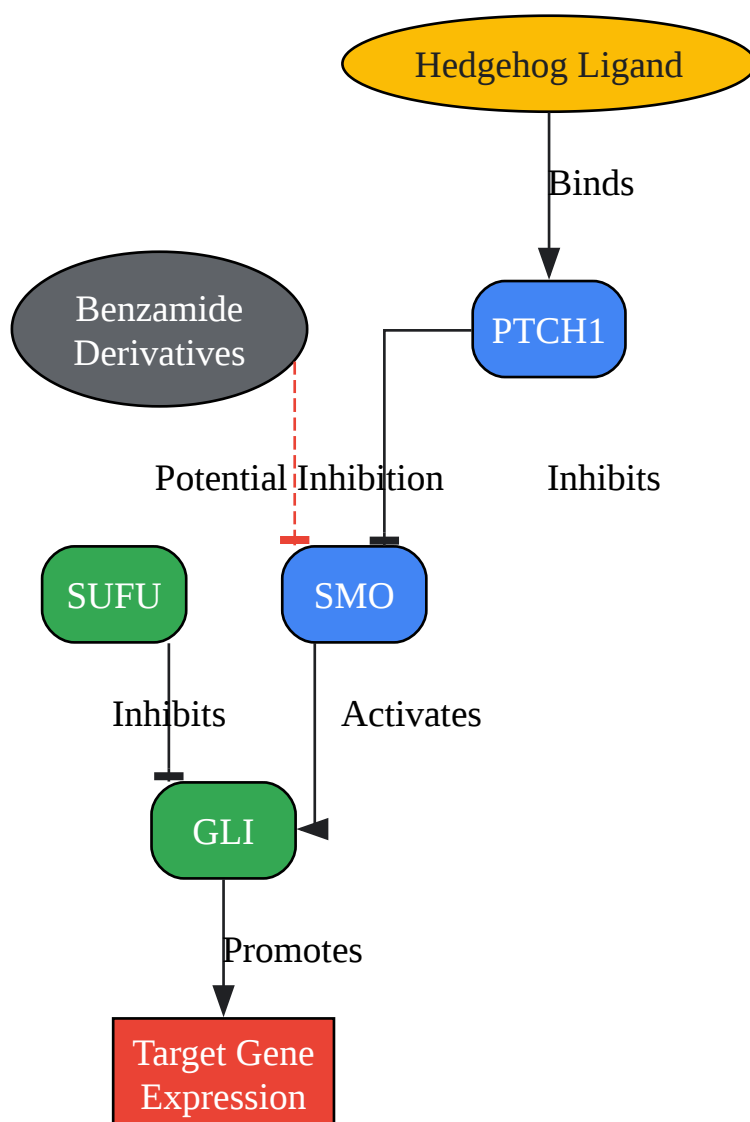 Hedgehog Ligand
Binds
Benzamide
Derivatives
PTCH1
Potential Inhibition
Inhibits
SUFU
SMO
Inhibits
Activates
GLI
Promotes
Target Gene
Expression